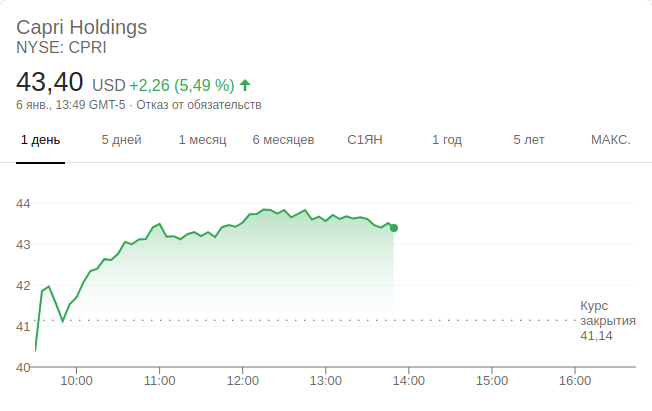 Capri Holdings
NYSE: CPRI
43,40 USD +2,26 (5,49 %)
6 янв., 13:49 GMT-5 · Отказ от обязательств
1 день 5 дней 1 месяц 6 месяцев С1ЯН 1 год 5 лет МАКС.
44
43
42
41
40
Курс
закрытия
41,14
10:00 11:00 12:00 13:00 14:00 15:00 16:00